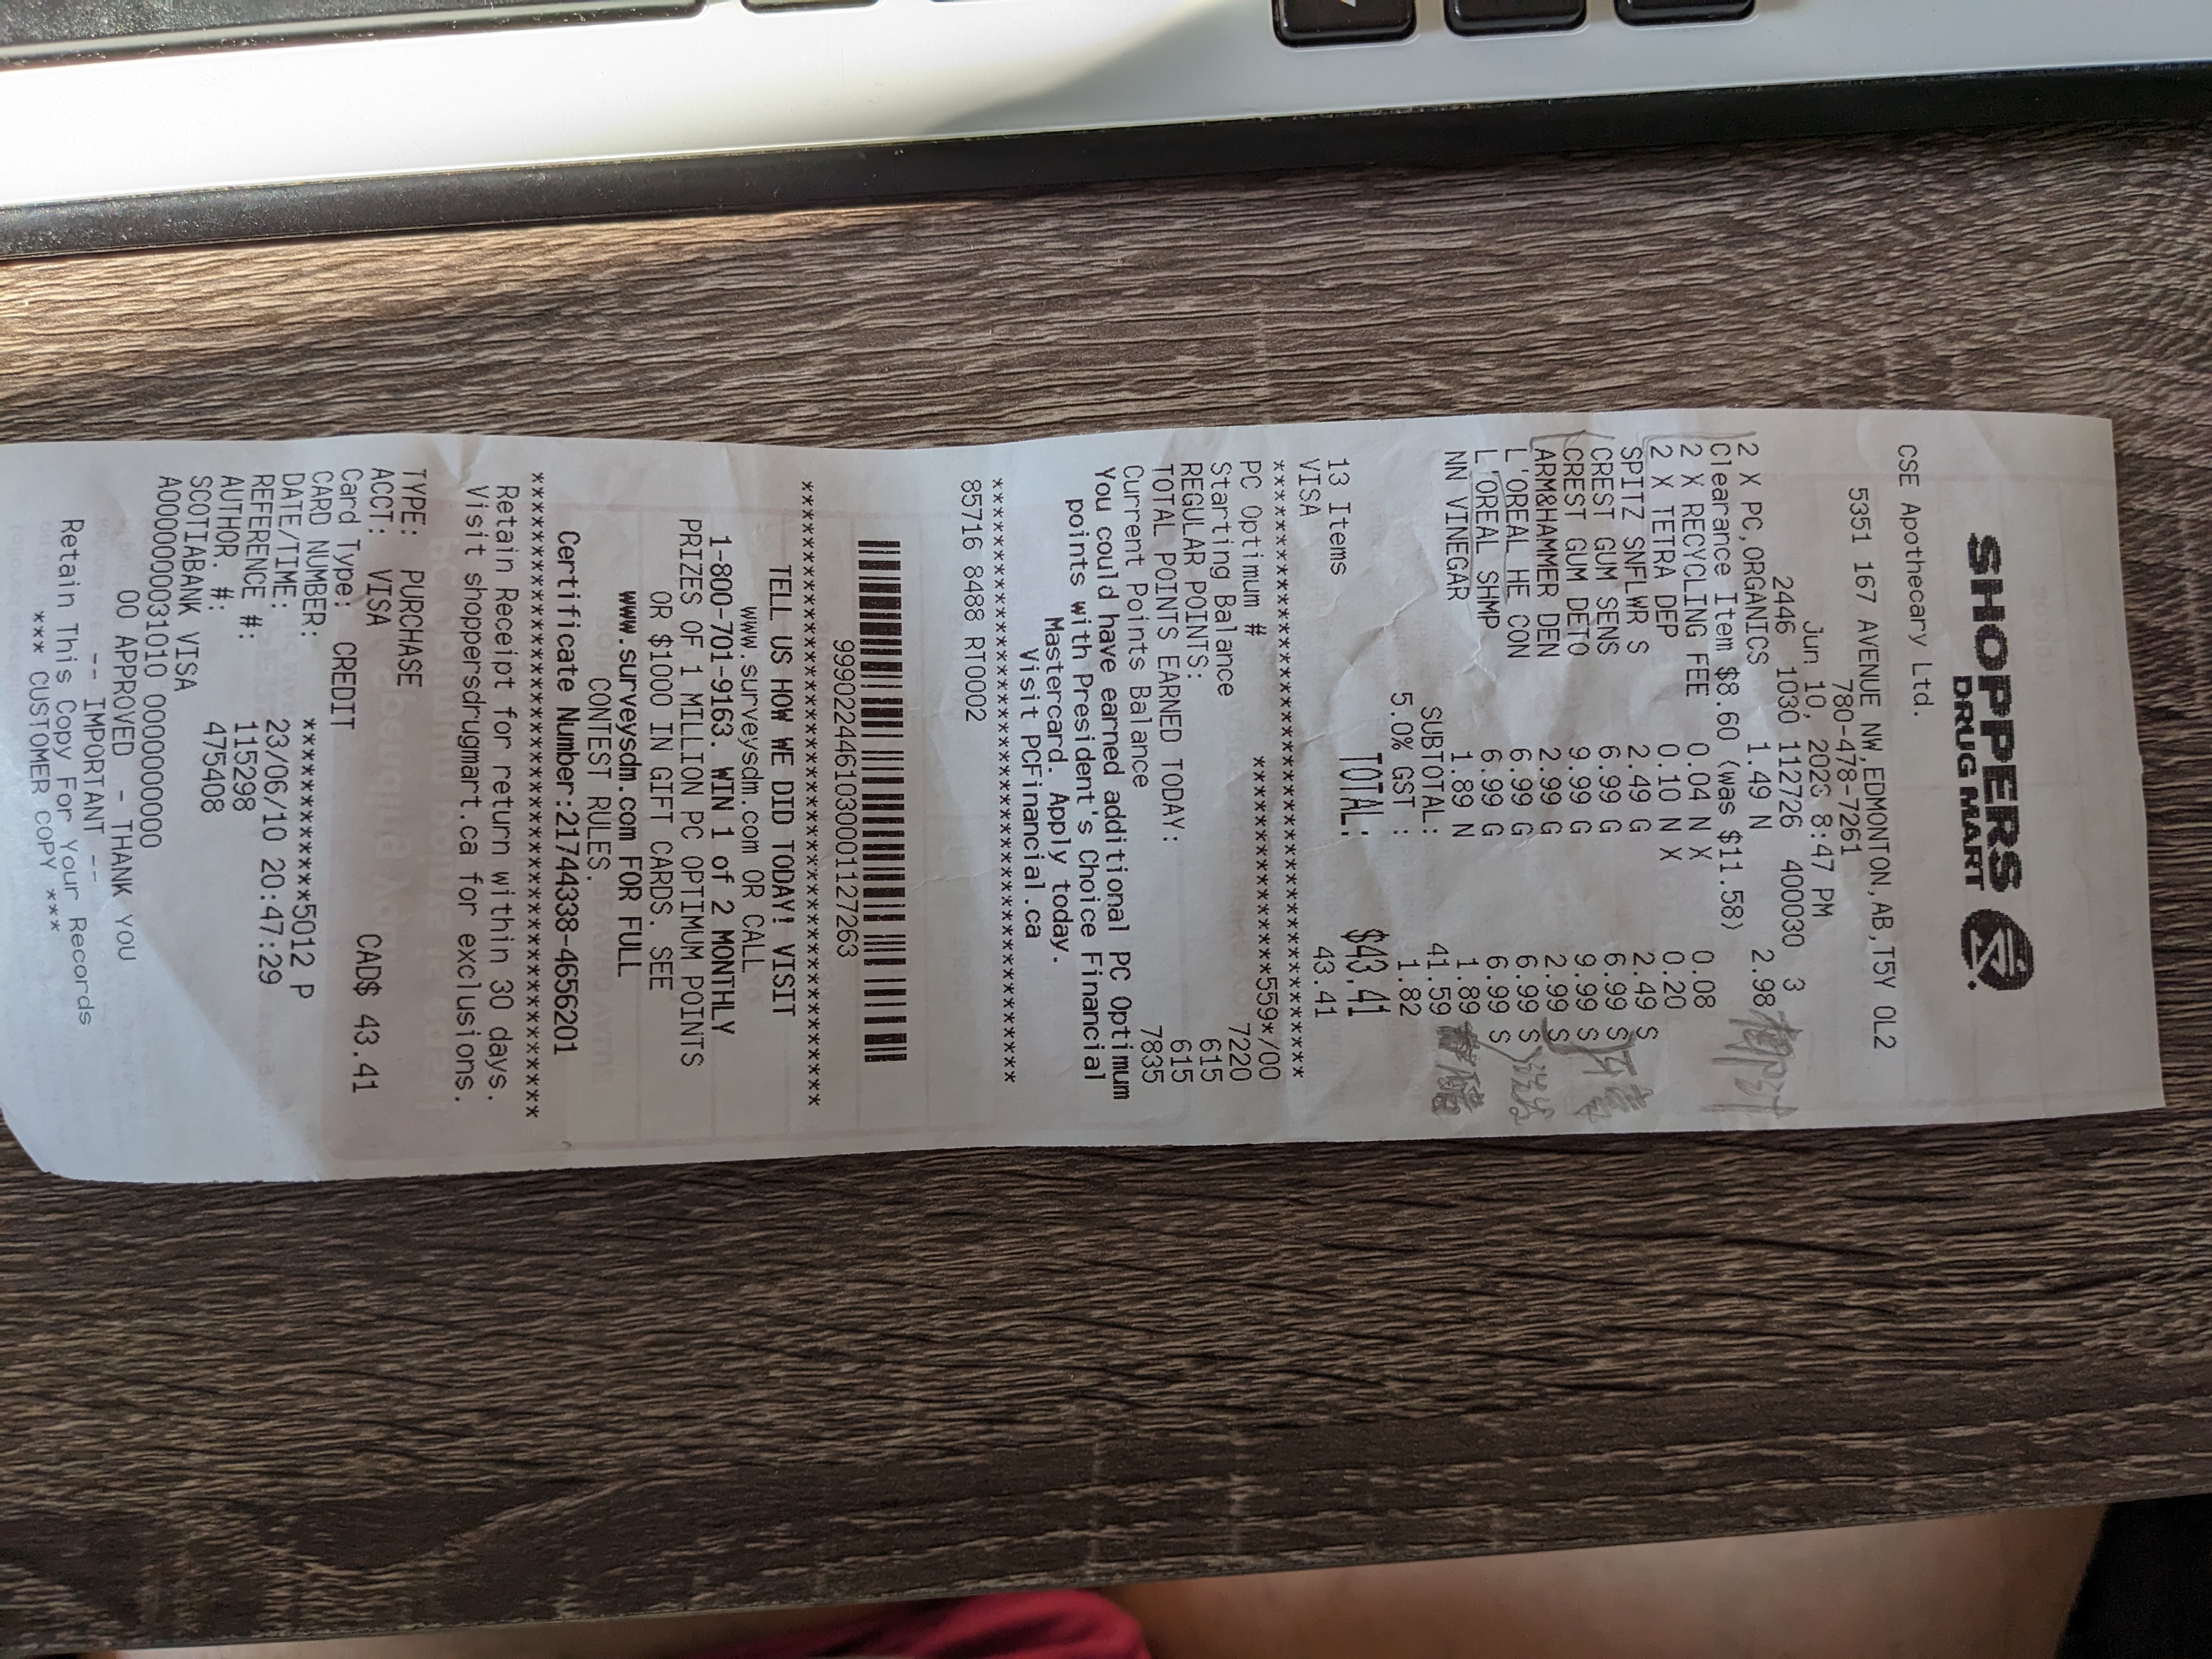 SHOPPERS
DRUG MART
CSE Apothecary Ltd.
5351 167 AVENUE NW,EDMONTON,AB,T5Y 0L2
780-478-7261
Jun 10, 2023 8:47 PM
2446 1030 112726 400030 3
2 X PC,ORGANICS 1.49 N 2.98
Clearance Item $8.60 (was $11.58)
2 X RECYCLING FEE 0.04 N X 0.08
2 X TETRA DEP 0.10 N X 0.20
SPITZ SNFLWR S 2.49 G 2.49 S
CREST GUM SENS 6.99 G 6.99 S
CREST GUM DETO 9.99 G 9.99 S
ARM&HAMMER DEN 2.99 G 2.99 S
L'OREAL HE CON 6.99 G 6.99 S
L'OREAL SHMP 6.99 G 6.99 S
NN VINEGAR 1.89 N 1.89
醋
SUBTOTAL: 41.59
5.0% GST : 1.82
TOTAL: $43.41
13 Items
VISA 43.41
****************************************
PC Optimum # ************559*/00
Starting Balance 7220
REGULAR POINTS: 615
TOTAL POINTS EARNED TODAY: 615
Current Points Balance 7835
You could have earned additional PC Optimum
points with President's Choice Financial
Mastercard. Apply today.
Visit PCFinancial.ca
****************************************
85716 8488 RT0002
99902244610300011127263
TELL US HOW WE DID TODAY! VISIT
www.surveysdm.com OR CALL
1-800-701-9163. WIN 1 of 2 MONTHLY
PRIZES OF 1 MILLION PC OPTIMUM POINTS
OR $1000 IN GIFT CARDS. SEE
www.surveysdm.com FOR FULL
CONTEST RULES.
Certificate Number:21744338-4656201
****************************************
Retain Receipt for return within 30 days.
Visit shoppersdrugmart.ca for exclusions.
TYPE: PURCHASE
ACCT: VISA CAD$ 43.41
Card Type: CREDIT
CARD NUMBER: ************5012 P
DATE/TIME: 23/06/10 20:47:29
REFERENCE #: 115298
AUTHOR. #: 475408
SCOTIABANK VISA
A0000000031010 0000000000
00 APPROVED - THANK YOU
-- IMPORTANT --
Retain This Copy For Your Records
*** CUSTOMER COPY ***